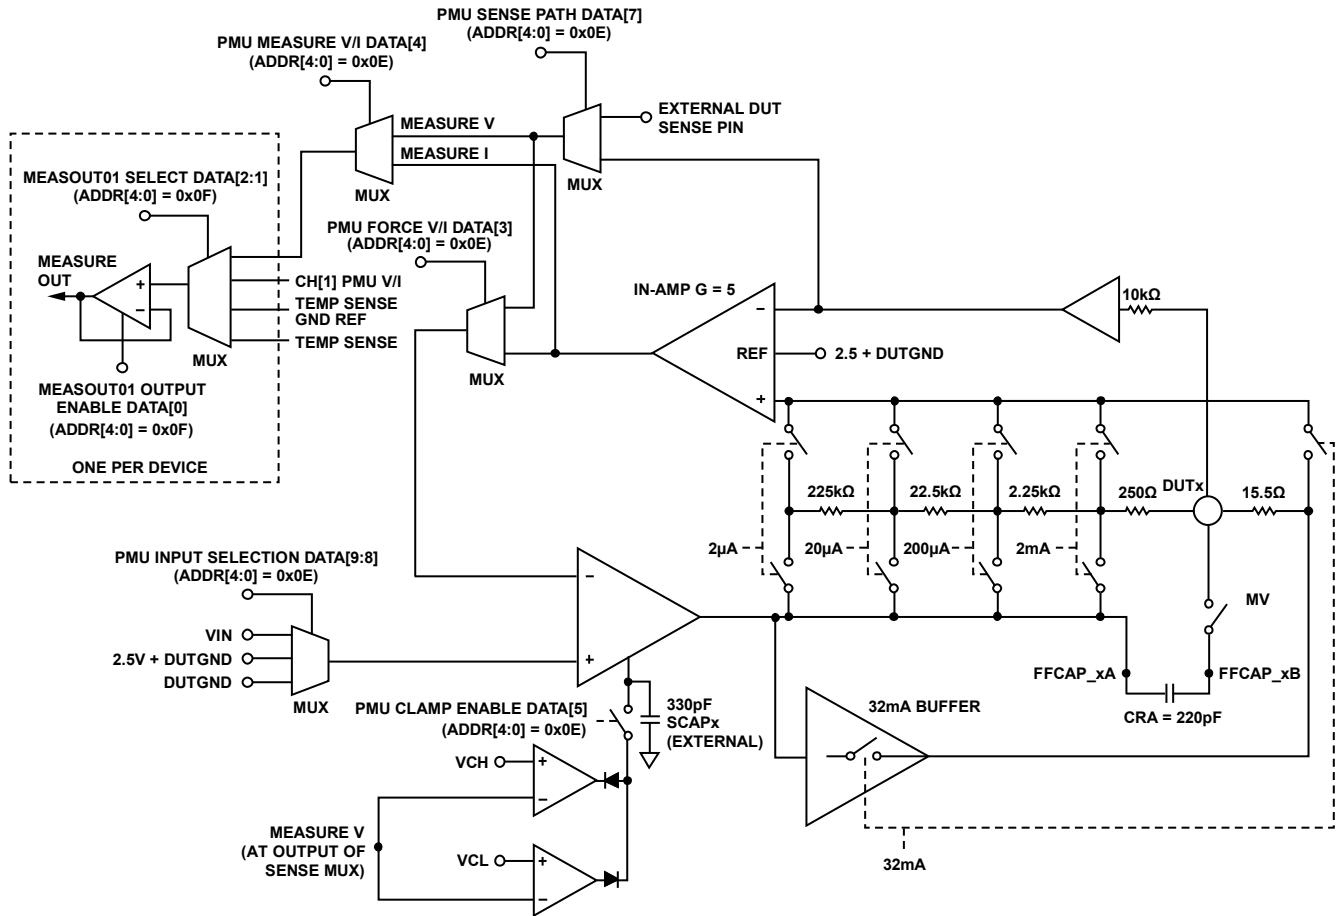 PMU SENSE PATH DATA[7]
(ADDR[4:0] = 0x0E)
PMU MEASURE V/I DATA[4]
(ADDR[4:0] = 0x0E)
EXTERNAL DUT
SENSE PIN
MEASURE V
MEASURE I
MUX
MUX
MEASOUT01 SELECT DATA[2:1]
(ADDR[4:0] = 0x0F)
PMU FORCE V/I DATA[3]
(ADDR[4:0] = 0x0E)
MEASURE
OUT
+
−
CH[1] PMU V/I
TEMP SENSE
GND REF
TEMP SENSE
MUX
MUX
MEASOUT01 OUTPUT
ENABLE DATA[0]
(ADDR[4:0] = 0x0F)
ONE PER DEVICE
IN-AMP G = 5
−
REF
+
2.5 + DUTGND
10kΩ
225kΩ
22.5kΩ
2.25kΩ
250Ω
DUTx
15.5Ω
2µA
20µA
200µA
2mA
MV
PMU INPUT SELECTION DATA[9:8]
(ADDR[4:0] = 0x0E)
VIN
2.5V + DUTGND
DUTGND
MUX
−
+
FFCAP_xA
FFCAP_xB
CRA = 220pF
PMU CLAMP ENABLE DATA[5]
(ADDR[4:0] = 0x0E)
330pF
SCAPx
(EXTERNAL)
32mA BUFFER
VCH
+
−
MEASURE V
(AT OUTPUT OF
SENSE MUX)
VCL
+
−
32mA